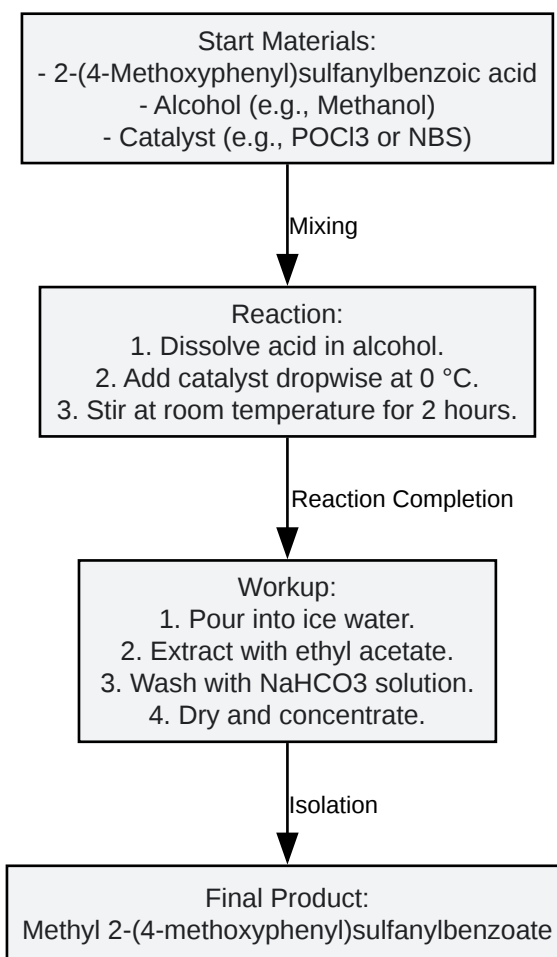 Start Materials:
- 2-(4-Methoxyphenyl)sulfanylbenzoic acid
- Alcohol (e.g., Methanol)
- Catalyst (e.g., POCl3 or NBS)
Mixing
Reaction:
1. Dissolve acid in alcohol.
2. Add catalyst dropwise at 0 °C.
3. Stir at room temperature for 2 hours.
Reaction Completion
Workup:
1. Pour into ice water.
2. Extract with ethyl acetate.
3. Wash with NaHCO3 solution.
4. Dry and concentrate.
Isolation
Final Product:
Methyl 2-(4-methoxyphenyl)sulfanylbenzoate